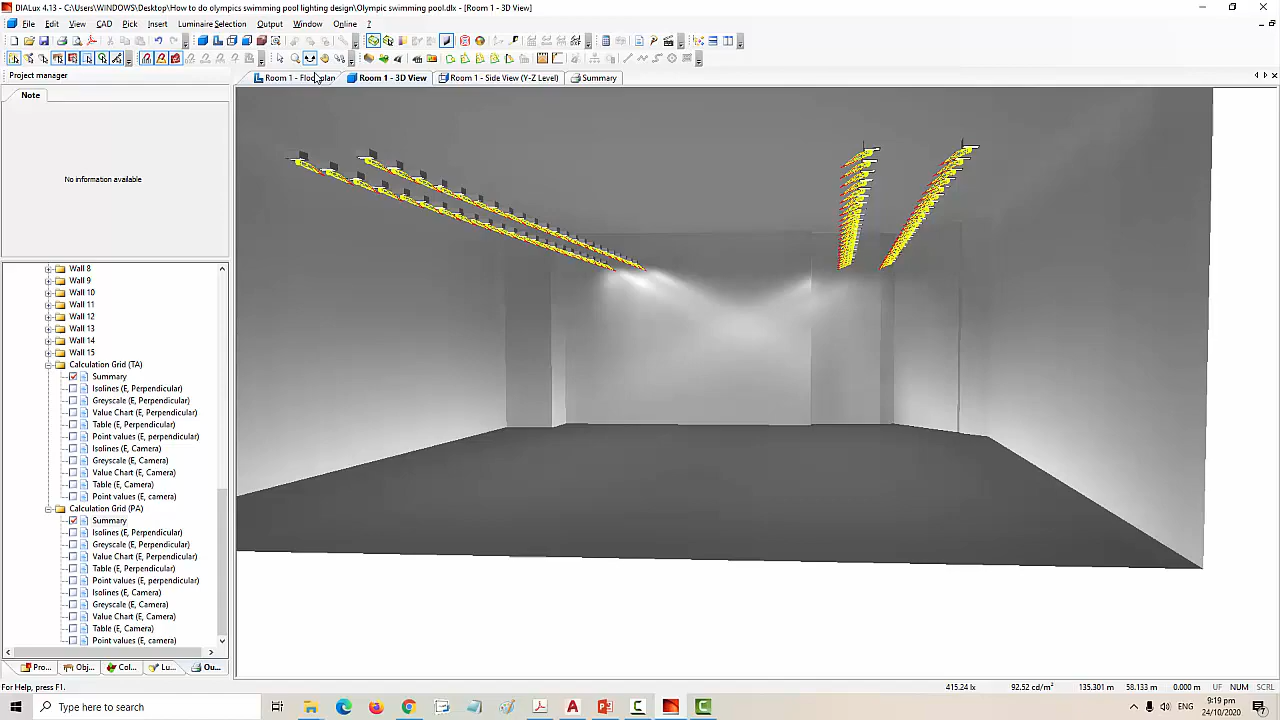 DIALux 4.13 - C:\Users\WINDOWS\Desktop\How to do olympics swimming pool lighting design\Olympic swimming pool.dlx - [Room 1 - 3D View]
File Edit View CAD Pick Insert Luminaire Selection Output Window Online ?
Project manager
Room 1 - Floorplan
Room 1 - 3D View
Room 1 - Side View (Y-Z Level)
Summary
Note
No information available
Wall 8
Wall 9
Wall 10
Wall 11
Wall 12
Wall 13
Wall 14
Wall 15
Calculation Grid (TA)
Summary
Isolines (E, Perpendicular)
Greyscale (E, Perpendicular)
Value Chart (E, Perpendicular)
Table (E, Perpendicular)
Point values (E, perpendicular)
Isolines (E, Camera)
Greyscale (E, Camera)
Value Chart (E, Camera)
Table (E, Camera)
Point values (E, camera)
Calculation Grid (PA)
Summary
Isolines (E, Perpendicular)
Greyscale (E, Perpendicular)
Value Chart (E, Perpendicular)
Table (E, Perpendicular)
Point values (E, perpendicular)
Isolines (E, Camera)
Greyscale (E, Camera)
Value Chart (E, Camera)
Table (E, Camera)
Point values (E, camera)
Pro... Obj... Col... Lu... Ou...
For Help, press F1.
415.24 lx 92.52 cd/m² 135.301 m 58.133 m 0.000 m UF NUM SCRL
Type here to search
ENG
9:19 pm
24/10/2020